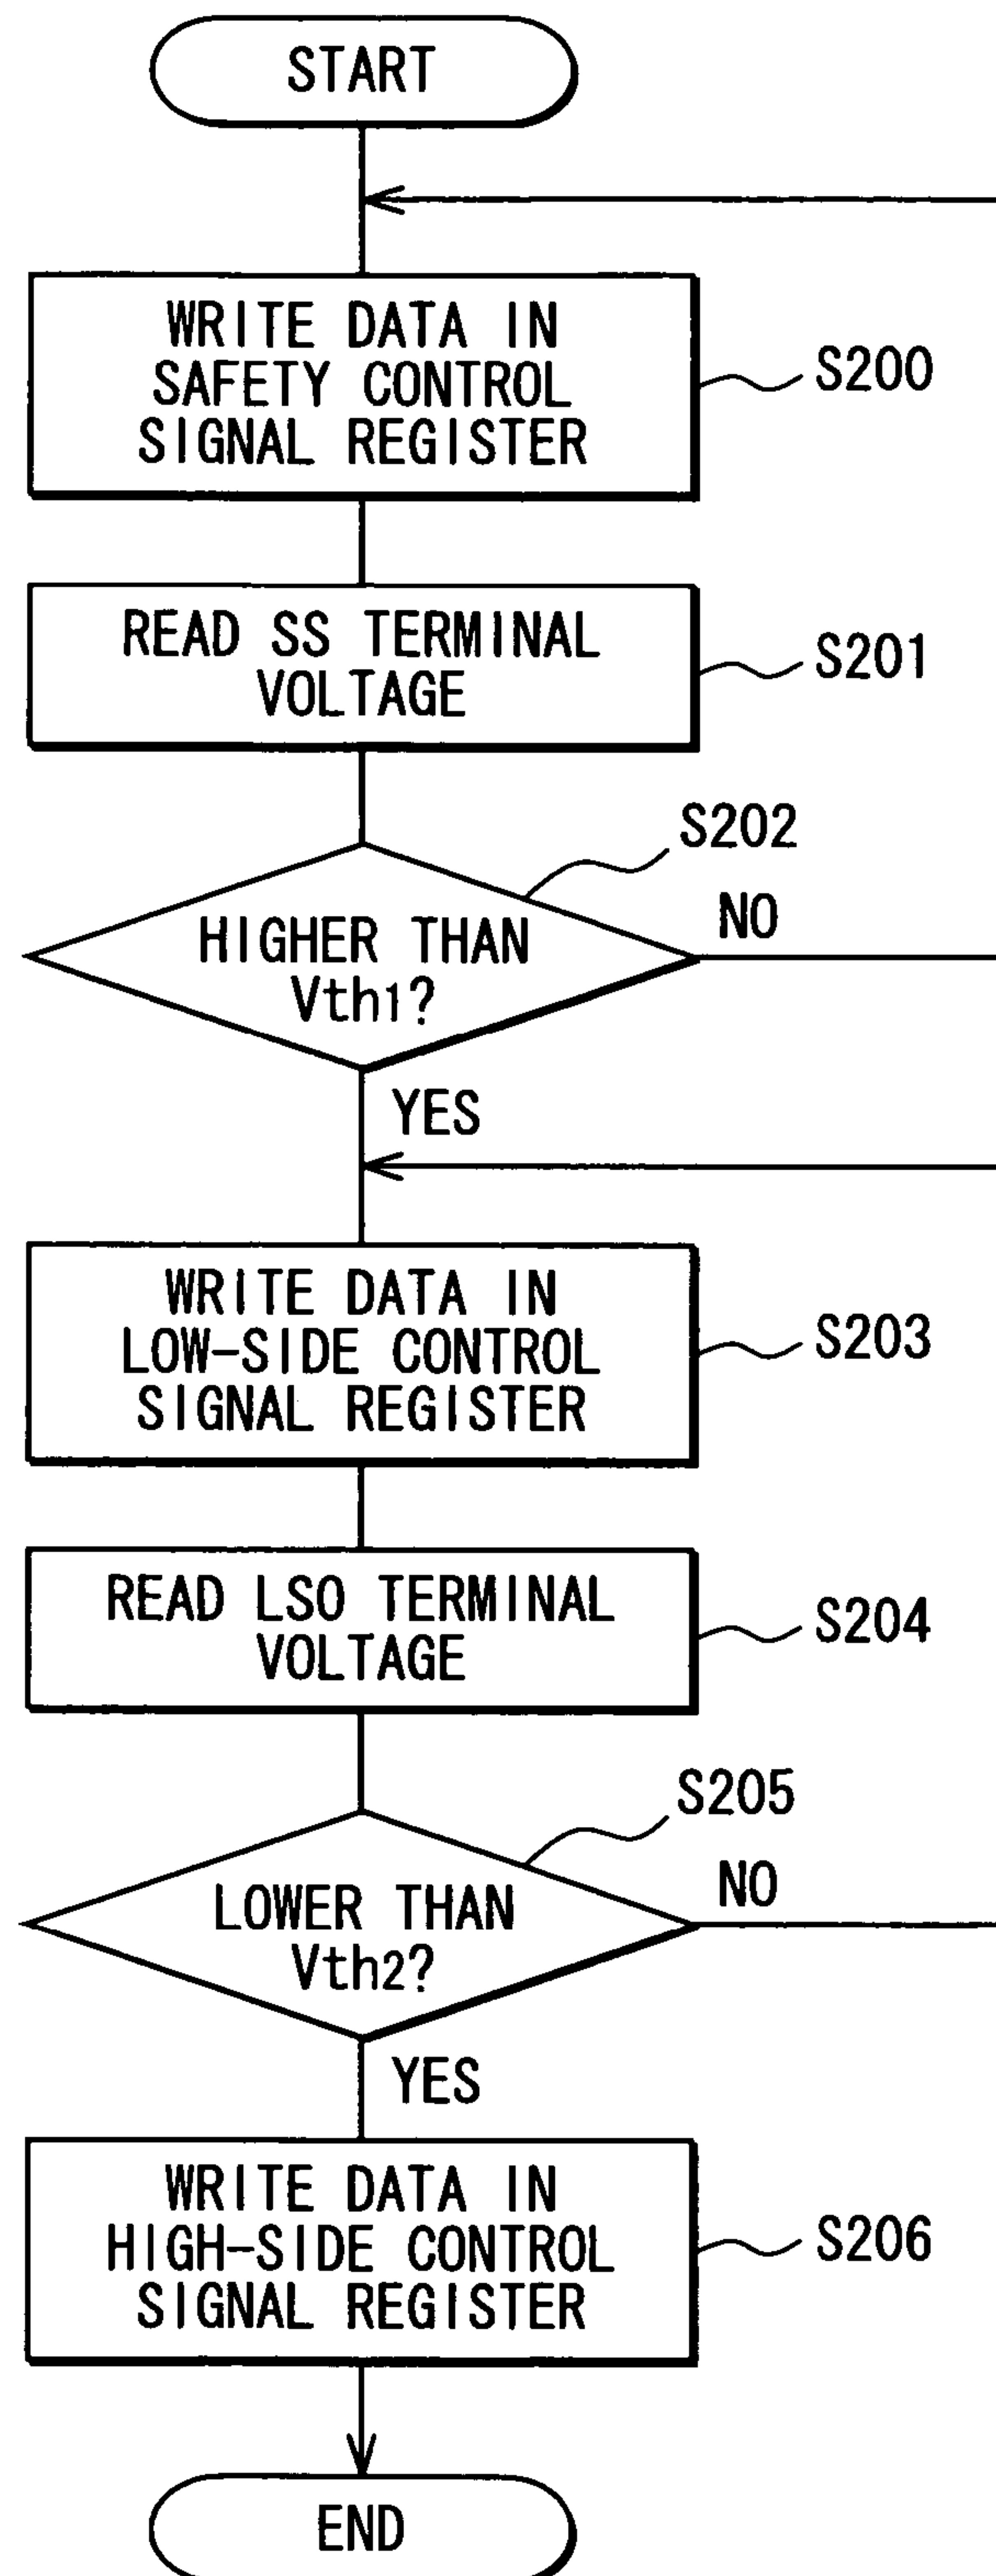 START
WRITE DATA IN
SAFETY CONTROL
SIGNAL REGISTER
S200
READ SS TERMINAL
VOLTAGE
S201
S202
HIGHER THAN
Vth1?
NO
YES
WRITE DATA IN
LOW-SIDE CONTROL
SIGNAL REGISTER
S203
READ LSO TERMINAL
VOLTAGE
S204
S205
LOWER THAN
Vth2?
NO
YES
WRITE DATA IN
HIGH-SIDE CONTROL
SIGNAL REGISTER
S206
END